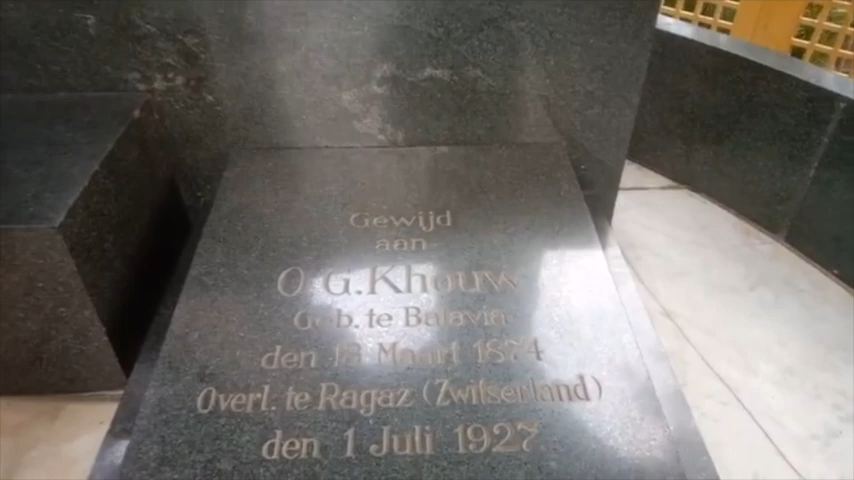 Gewijd
aan
O.G.Khouw
Geb.te Batavia
den 13 Maart 1874
Overl. te Ragaz (Zwitserland)
den 1 Juli 1927